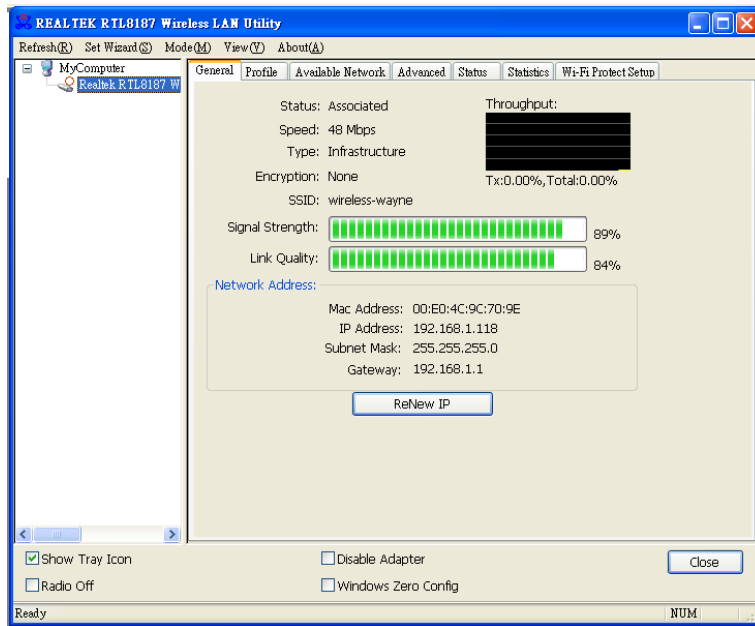 REALTEK RTL8187 Wireless LAN Utility
Refresh(R) Set Wizard(S) Mode(M) View(V) About(A)
MyComputer
Realtek RTL8187 W
General Profile Available Network Advanced Status Statistics Wi-Fi Protect Setup
Status: Associated
Speed: 48 Mbps
Type: Infrastructure
Encryption: None
SSID: wireless-wayne
Throughput:
Tx:0.00%,Total:0.00%
Signal Strength: 89%
Link Quality: 84%
Network Address:
Mac Address: 00:E0:4C:9C:70:9E
IP Address: 192.168.1.118
Subnet Mask: 255.255.255.0
Gateway: 192.168.1.1
ReNew IP
Show Tray Icon
Radio Off
Disable Adapter
Windows Zero Config
Close
Ready
NUM